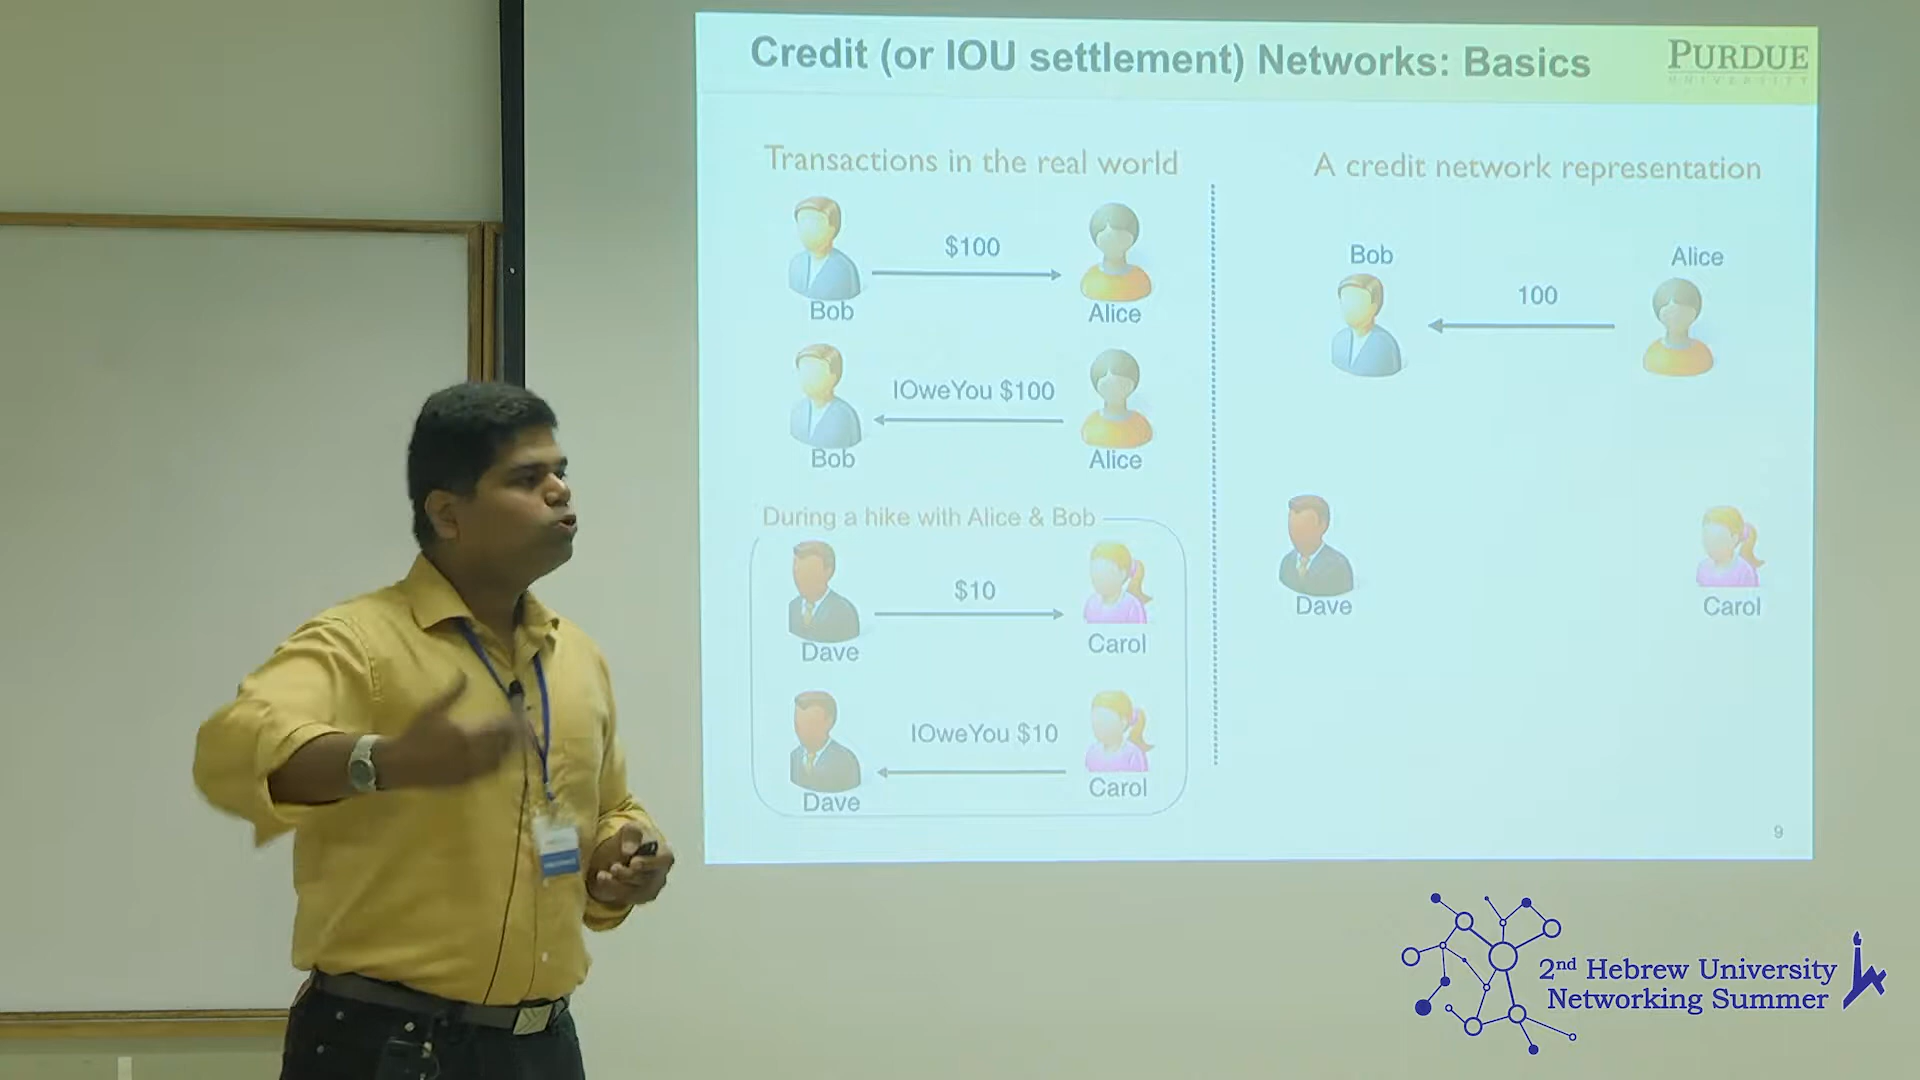 Credit (or IOU settlement) Networks: Basics
PURDUE
UNIVERSITY
Transactions in the real world
$100
Bob
Alice
IOweYou $100
Bob
Alice
During a hike with Alice & Bob
$10
Dave
Carol
IOweYou $10
Dave
Carol
A credit network representation
Bob
Alice
100
Dave
Carol
9
2nd Hebrew University
Networking Summer